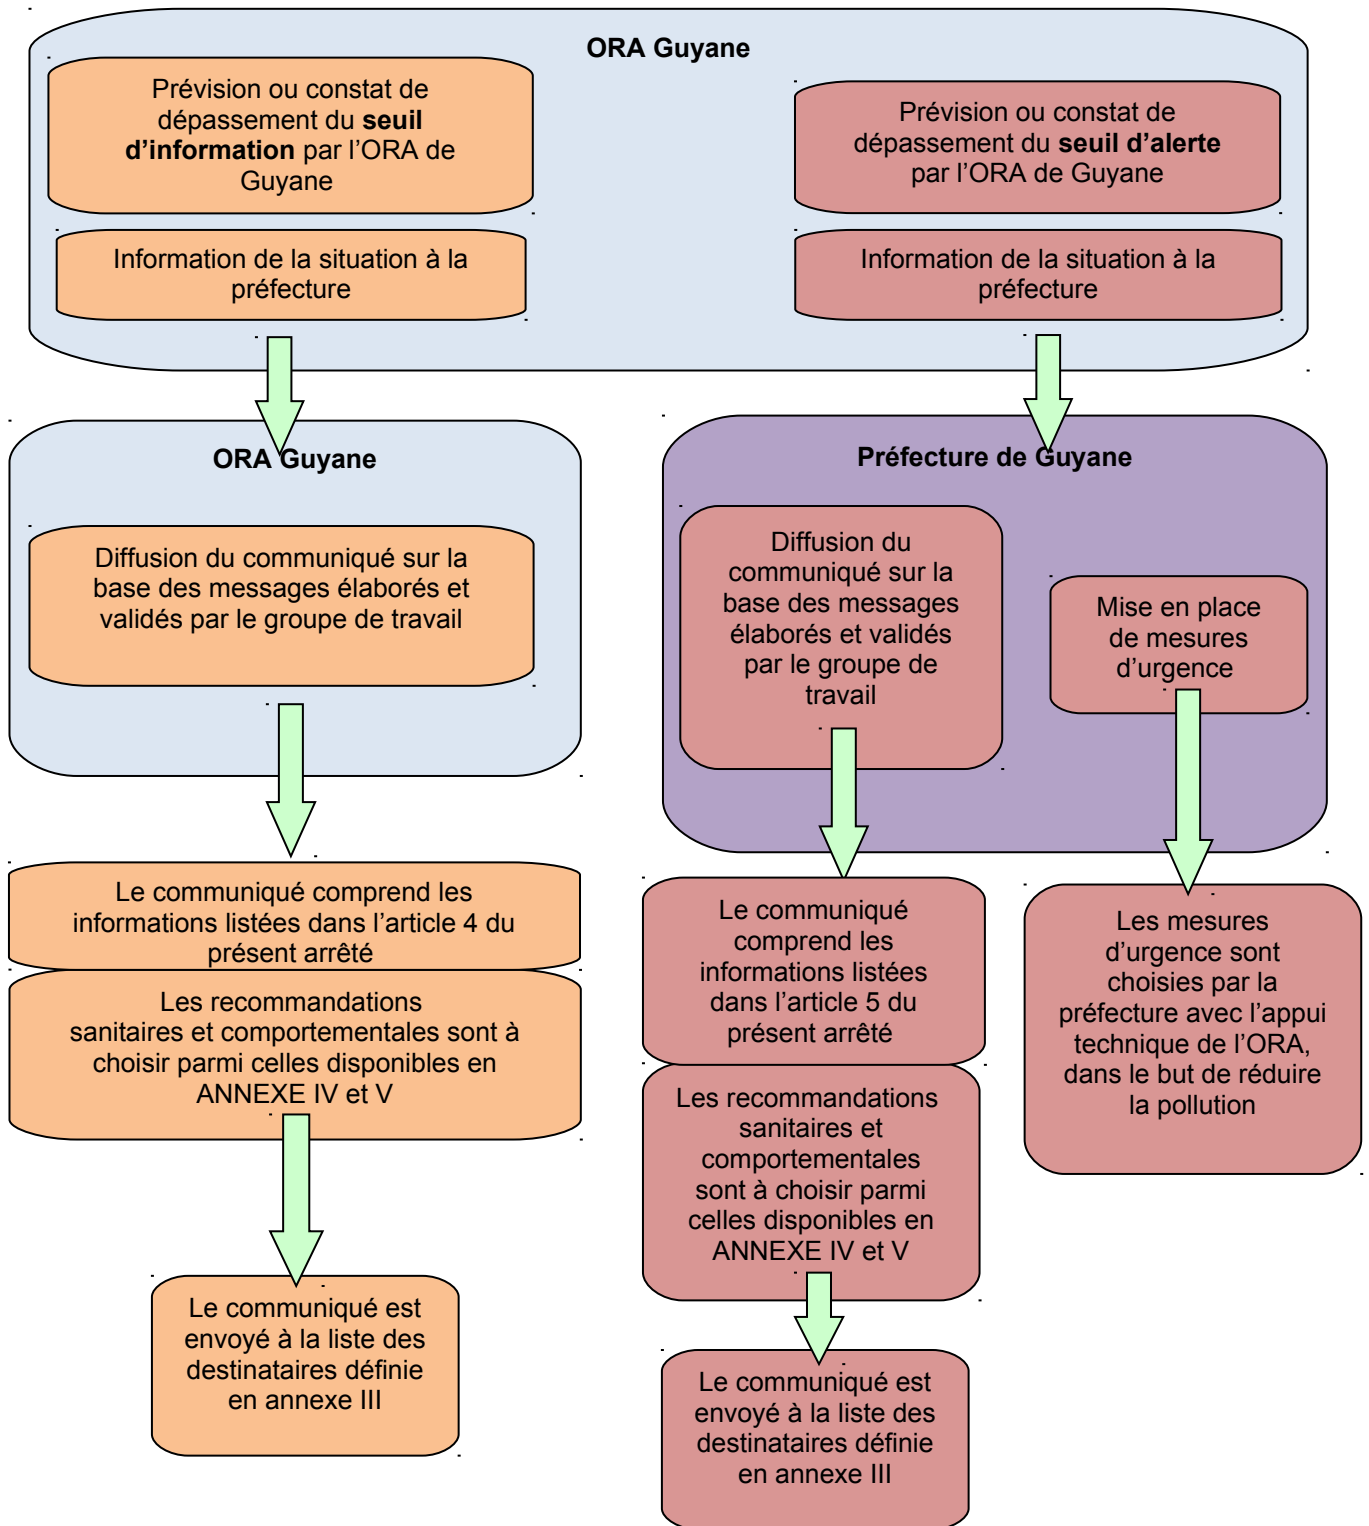 ORA Guyane
Prévision ou constat de
dépassement du seuil
d'information par l'ORA de
Guyane
Information de la situation à la
préfecture
Prévision ou constat de
dépassement du seuil d'alerte
par l'ORA de Guyane
Information de la situation à la
préfecture
ORA Guyane
Diffusion du communiqué sur la
base des messages élaborés et
validés par le groupe de travail
Le communiqué comprend les
informations listées dans l'article 4 du
présent arrêté
Les recommandations
sanitaires et comportementales sont à
choisir parmi celles disponibles en
ANNEXE IV et V
Le communiqué est
envoyé à la liste des
destinataires définie
en annexe III
Préfecture de Guyane
Diffusion du
communiqué sur la
base des messages
élaborés et validés
par le groupe de
travail
Le communiqué
comprend les
informations listées
dans l'article 5 du
présent arrêté
Les recommandations
sanitaires et
comportementales
sont à choisir parmi
celles disponibles en
ANNEXE IV et V
Le communiqué est
envoyé à la liste des
destinataires définie
en annexe III
Mise en place
de mesures
d'urgence
Les mesures
d'urgence sont
choisies par la
préfecture avec l'appui
technique de l'ORA,
dans le but de réduire
la pollution